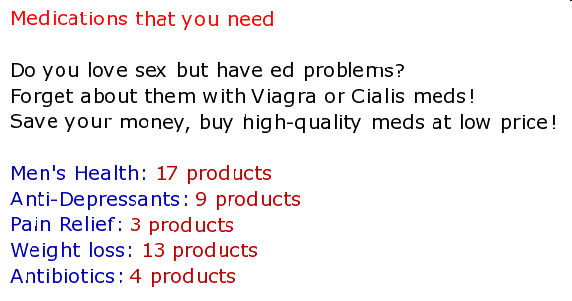 Medications that you need
Do you love sex but have ed problems?
Forget about them with Viagra or Cialis meds!
Save your money, buy high-quality meds at low price!
Men's Health: 17 products
Anti-Depressants: 9 products
Pain Relief: 3 products
Weight loss: 13 products
Antibiotics: 4 products